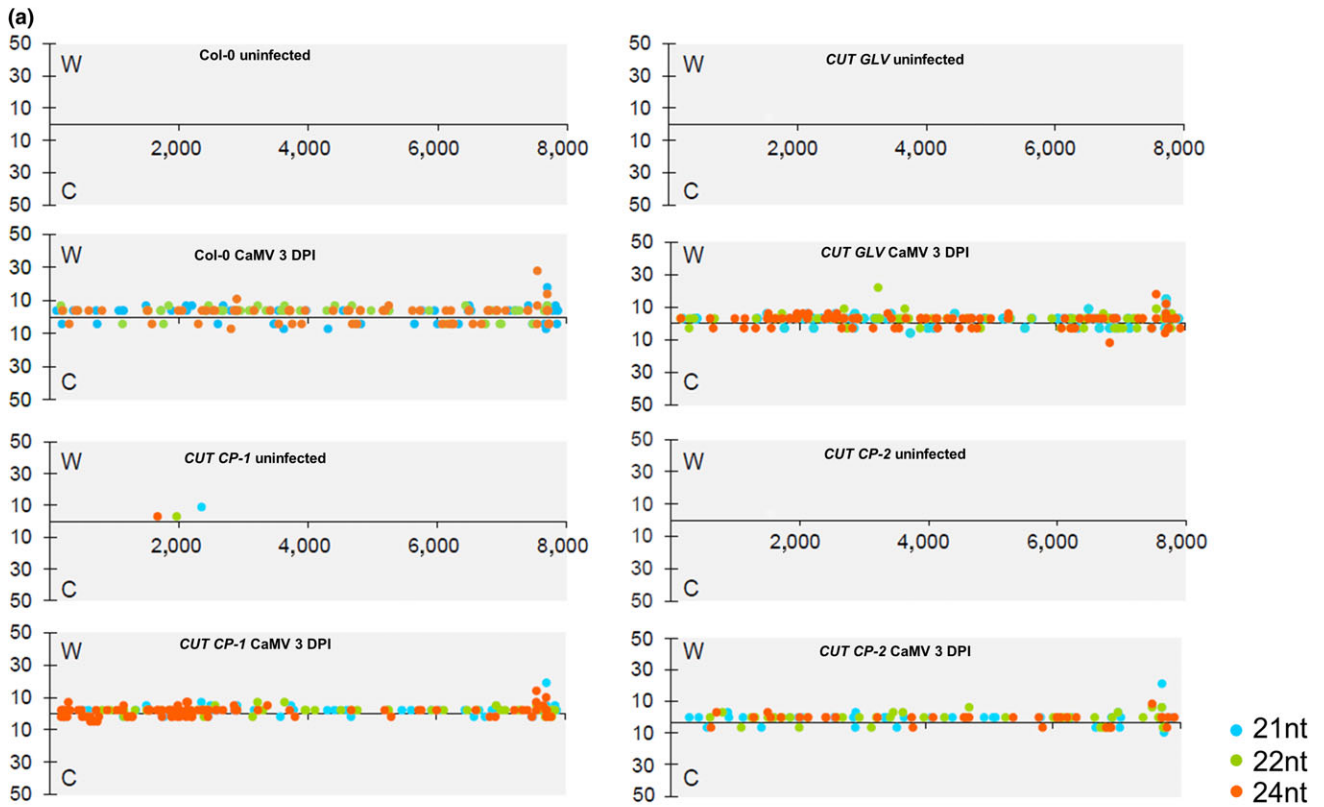 (a)
Col-0 uninfected
50
W
30
10
2,000 4,000 6,000 8,000
10
30
C
50
CUT GLV uninfected
50
W
30
10
2,000 4,000 6,000 8,000
10
30
C
50
Col-0 CaMV 3 DPI
50
W
30
10
10
30
C
50
CUT GLV CaMV 3 DPI
50
W
30
10
10
30
C
50
CUT CP-1 uninfected
50
W
30
10
2,000 4,000 6,000 8,000
10
30
C
50
CUT CP-2 uninfected
50
W
30
10
2,000 4,000 6,000 8,000
10
30
C
50
CUT CP-1 CaMV 3 DPI
50
W
30
10
10
30
C
50
CUT CP-2 CaMV 3 DPI
50
W
30
10
10
30
C
50
21nt
22nt
24nt